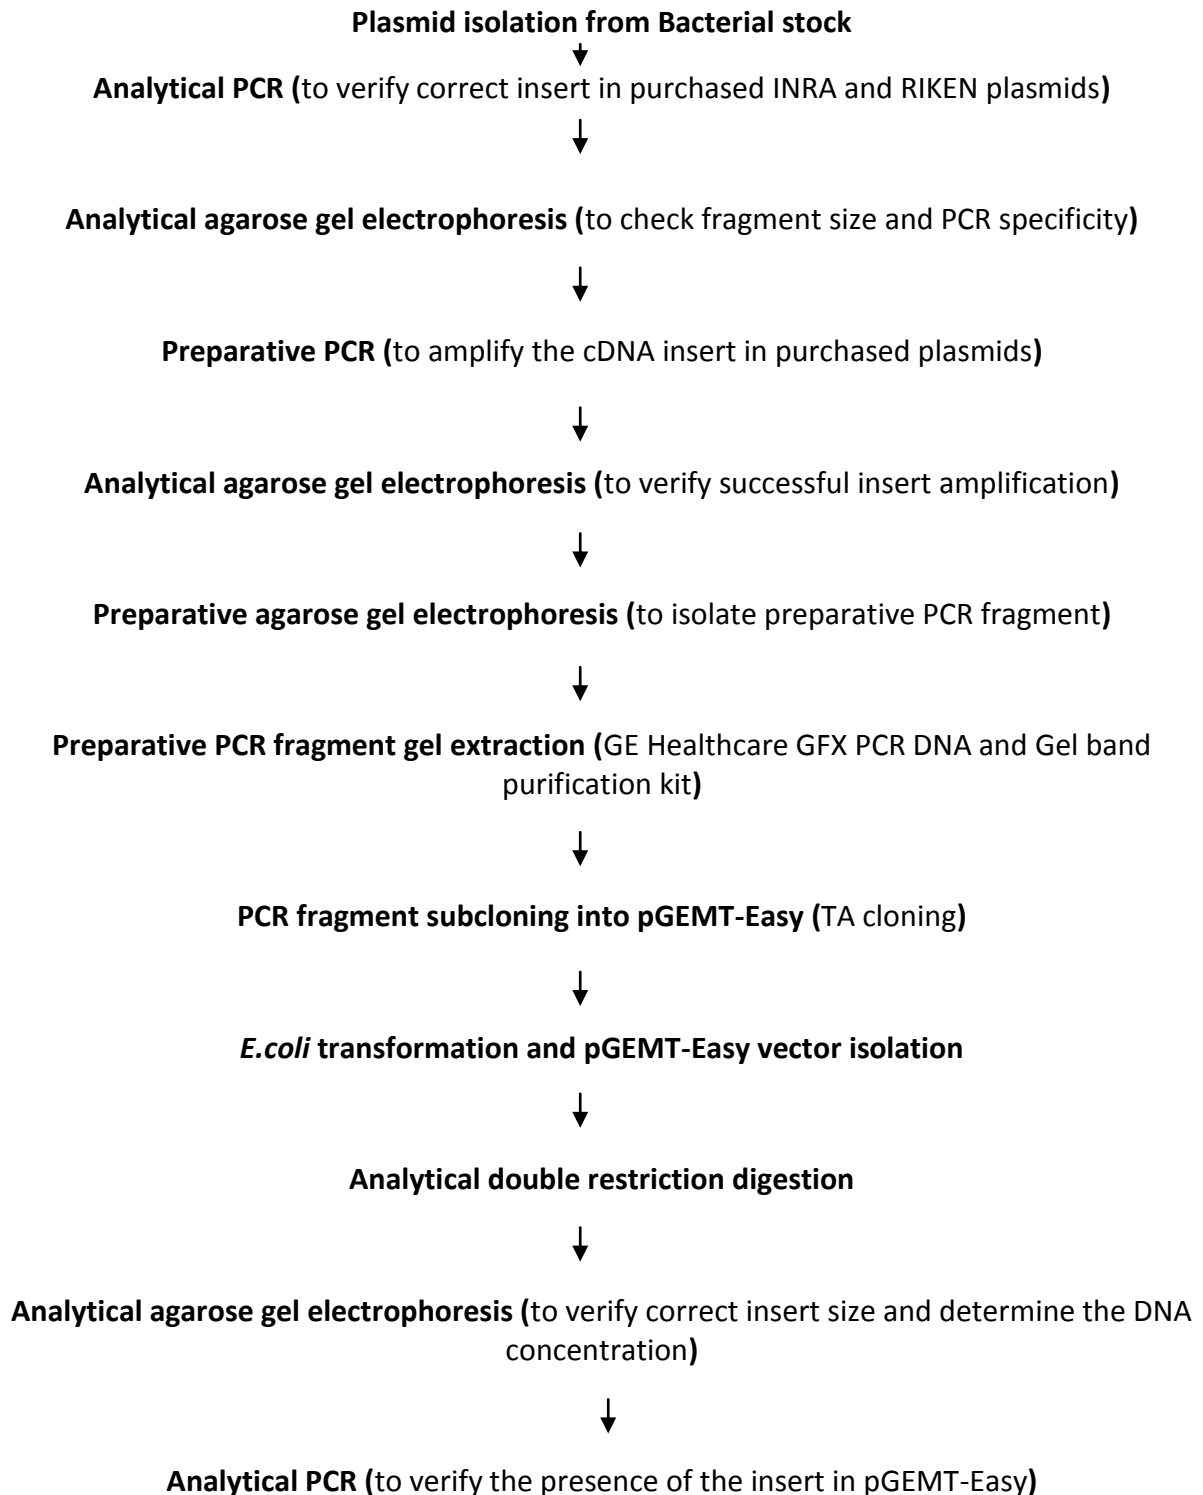 Plasmid isolation from Bacterial stock
Analytical PCR (to verify correct insert in purchased INRA and RIKEN plasmids)
Analytical agarose gel electrophoresis (to check fragment size and PCR specificity)
Preparative PCR (to amplify the cDNA insert in purchased plasmids)
Analytical agarose gel electrophoresis (to verify successful insert amplification)
Preparative agarose gel electrophoresis (to isolate preparative PCR fragment)
Preparative PCR fragment gel extraction (GE Healthcare GFX PCR DNA and Gel band
purification kit)
PCR fragment subcloning into pGEMT-Easy (TA cloning)
E.coli transformation and pGEMT-Easy vector isolation
Analytical double restriction digestion
Analytical agarose gel electrophoresis (to verify correct insert size and determine the DNA
concentration)
Analytical PCR (to verify the presence of the insert in pGEMT-Easy)